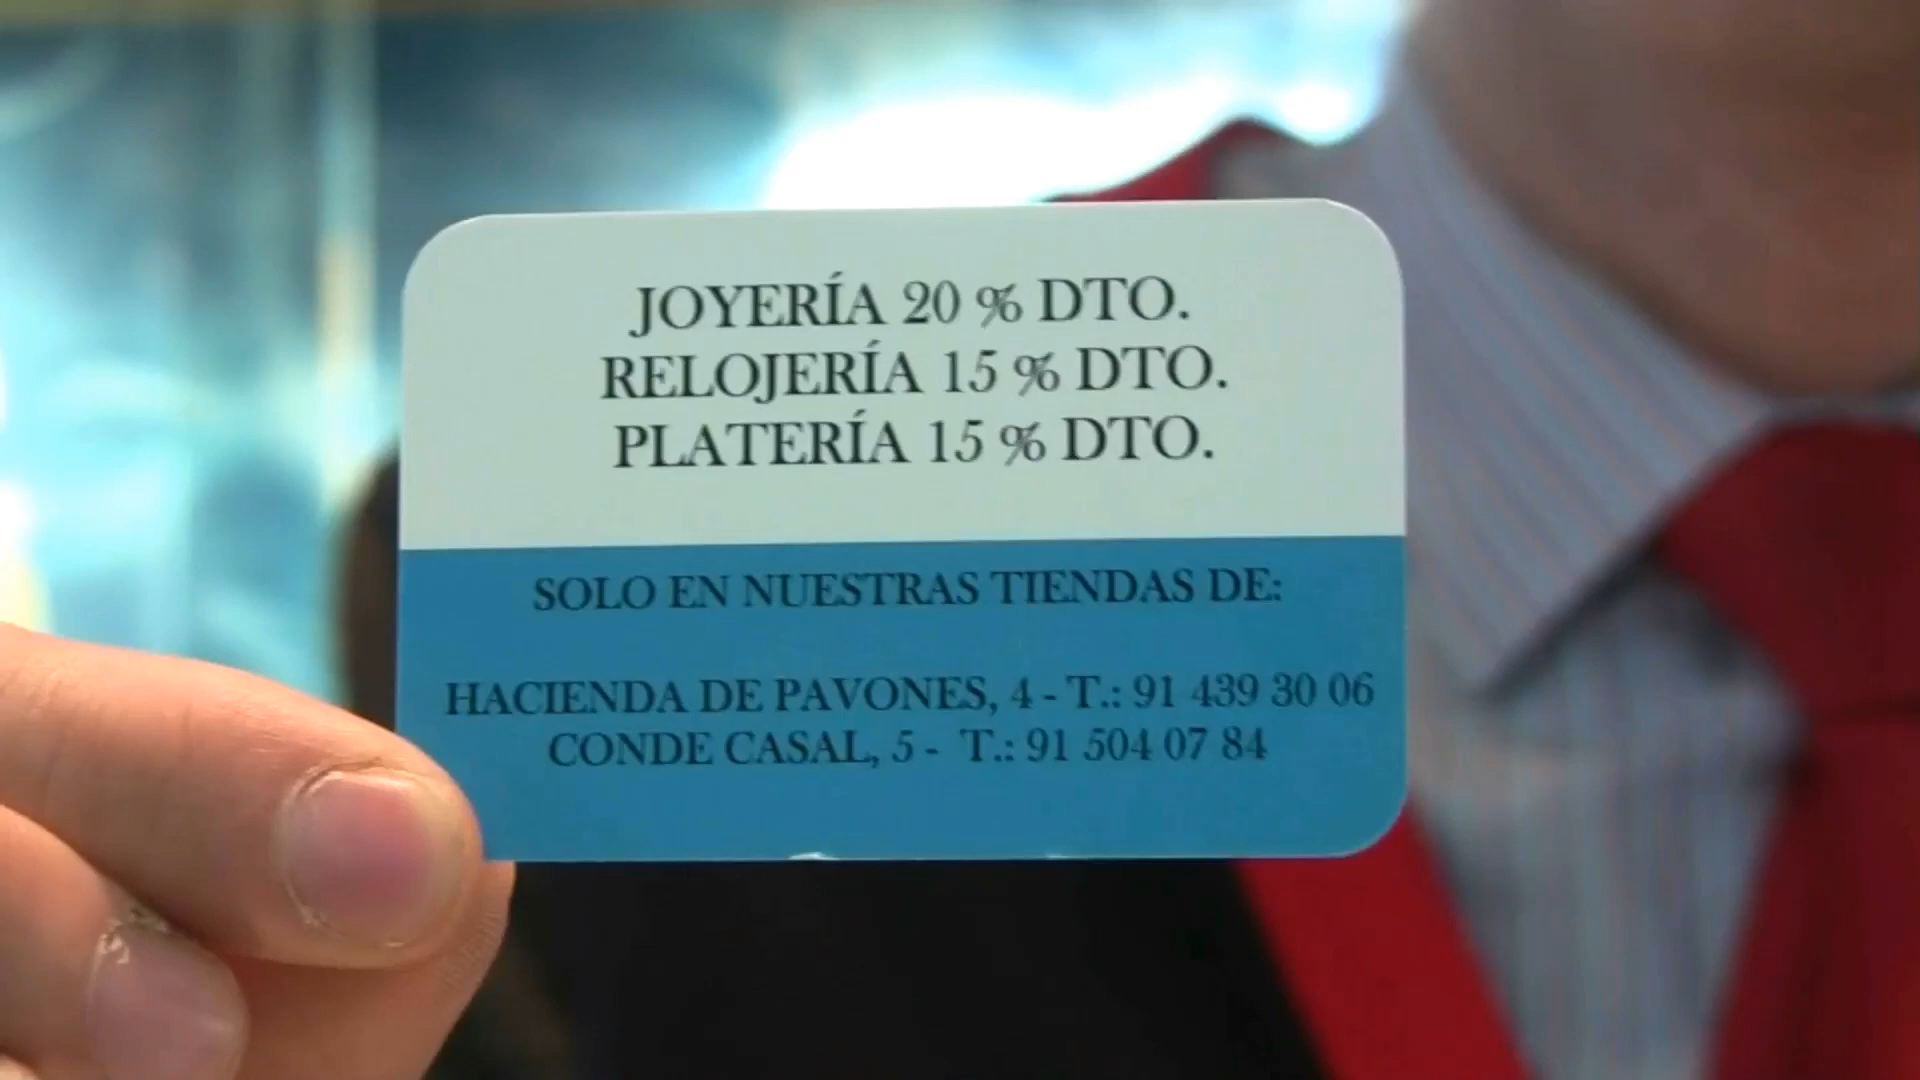 JOYERÍA 20 % DTO.
RELOJERÍA 15 % DTO.
PLATERÍA 15 % DTO.
SOLO EN NUESTRAS TIENDAS DE:
HACIENDA DE PAVONES, 4 - T.: 91 439 30 06
CONDE CASAL, 5 - T.: 91 504 07 84